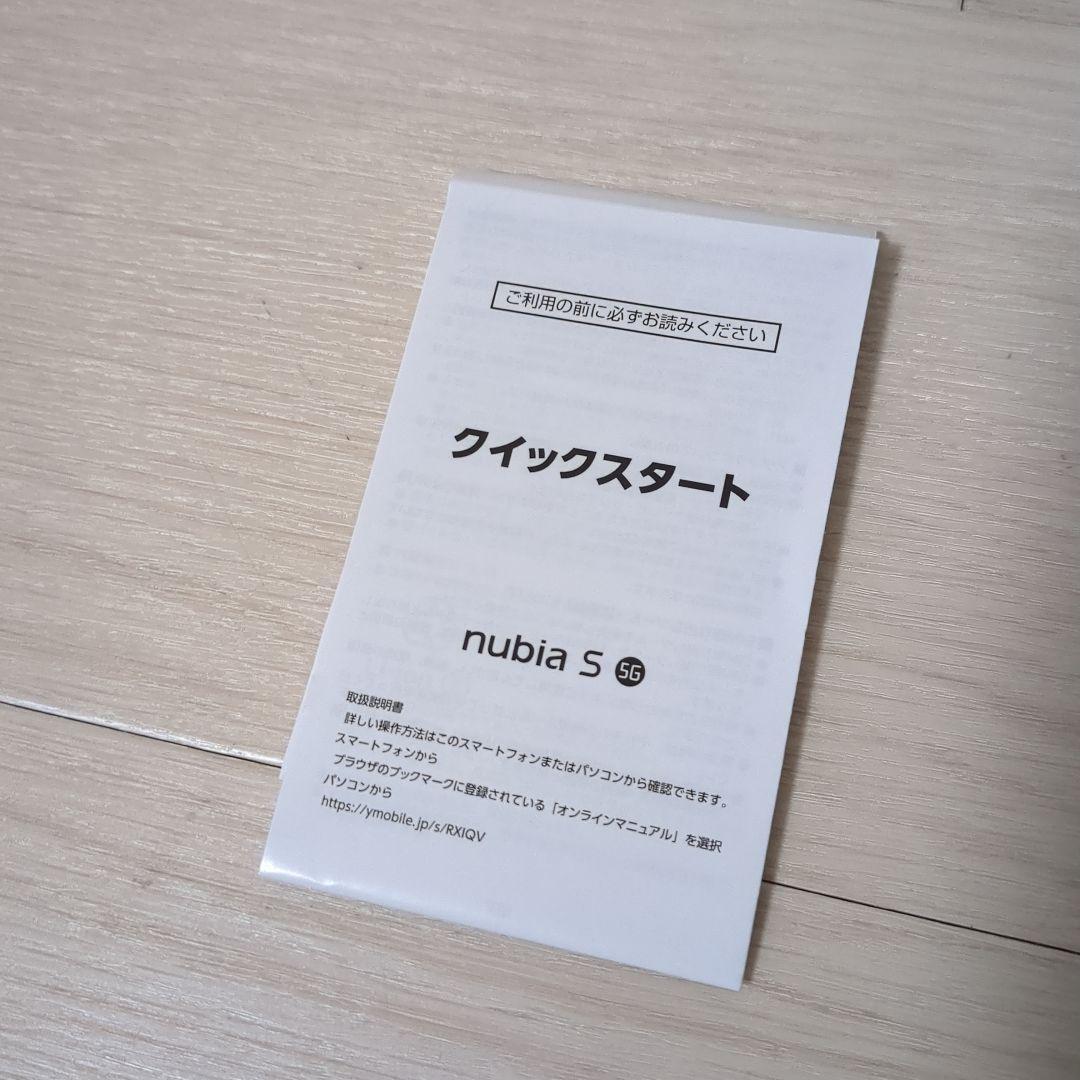 ご利用の前に必ずお読みください
クイックスタート
nubia S 5G
取扱説明書
詳しい操作方法はこのスマートフォンまたはパソコンから確認できます。
スマートフォンから
ブラウザのブックマークに登録されている「オンラインマニュアル」を選択
パソコンから
https://ymobile.jp/s/RXIQV